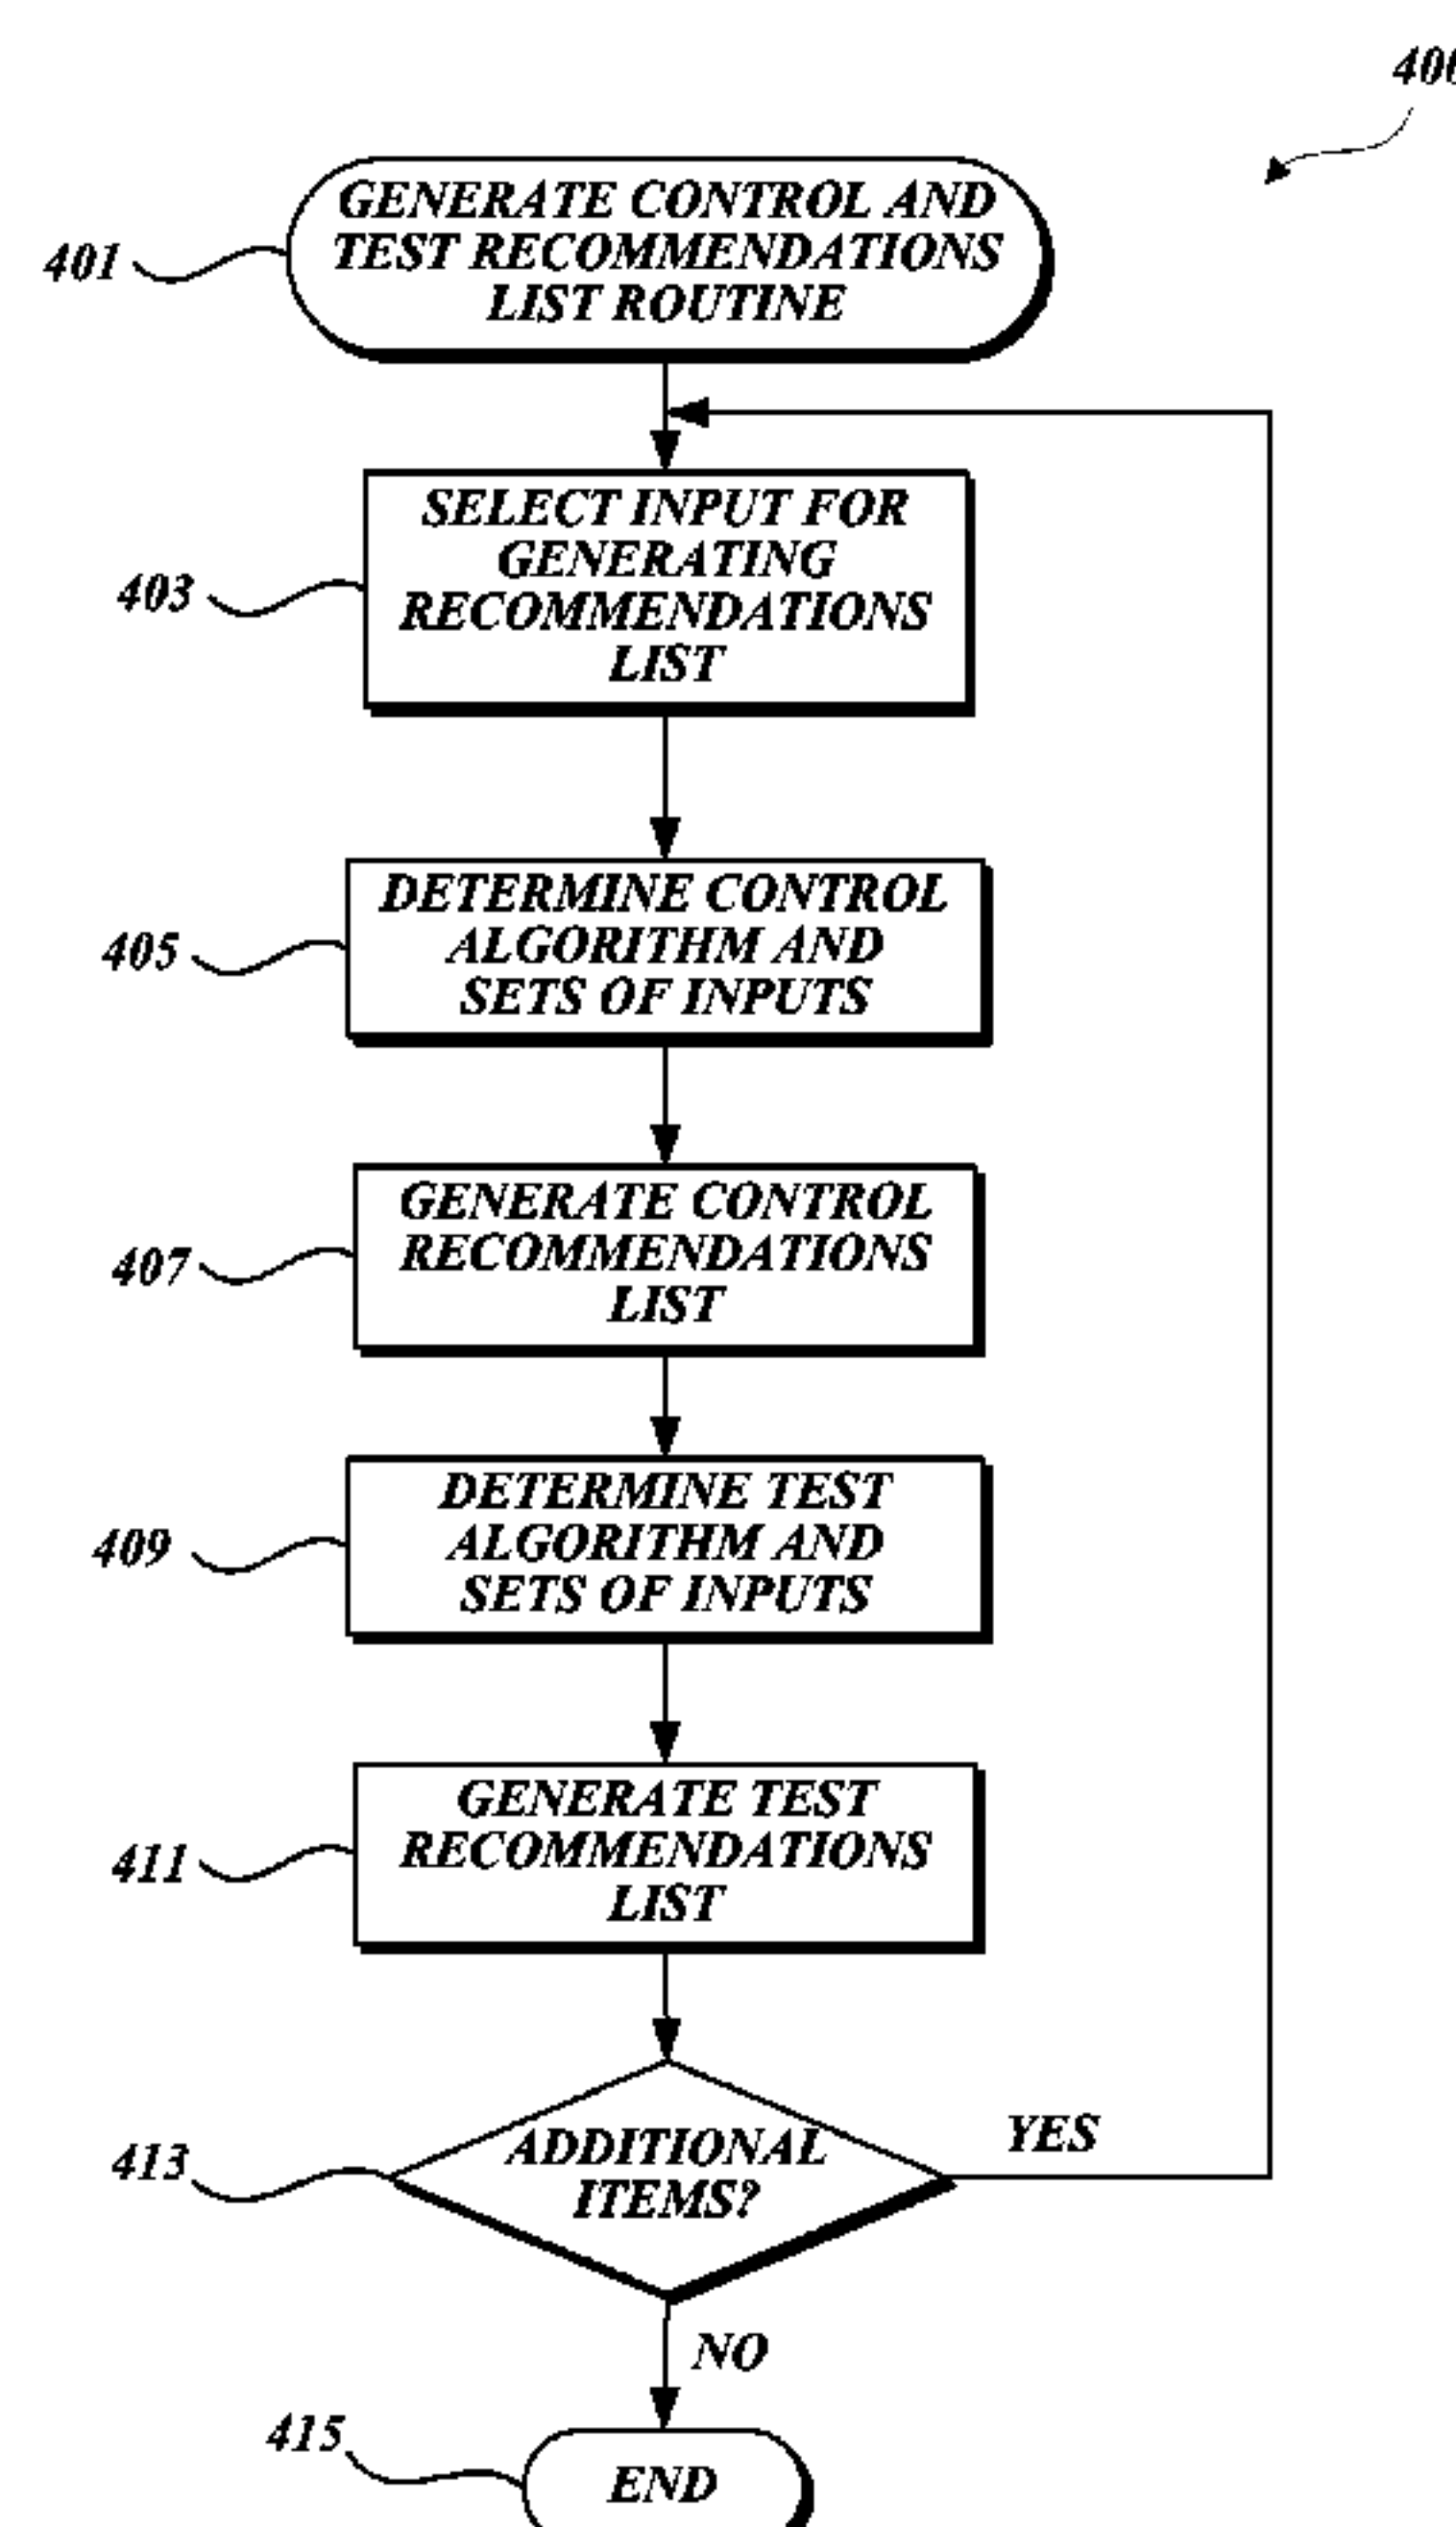 400
401
GENERATE CONTROL AND
TEST RECOMMENDATIONS
LIST ROUTINE
403
SELECT INPUT FOR
GENERATING
RECOMMENDATIONS
LIST
405
DETERMINE CONTROL
ALGORITHM AND
SETS OF INPUTS
407
GENERATE CONTROL
RECOMMENDATIONS
LIST
409
DETERMINE TEST
ALGORITHM AND
SETS OF INPUTS
411
GENERATE TEST
RECOMMENDATIONS
LIST
413
ADDITIONAL
ITEMS?
YES
NO
415
END